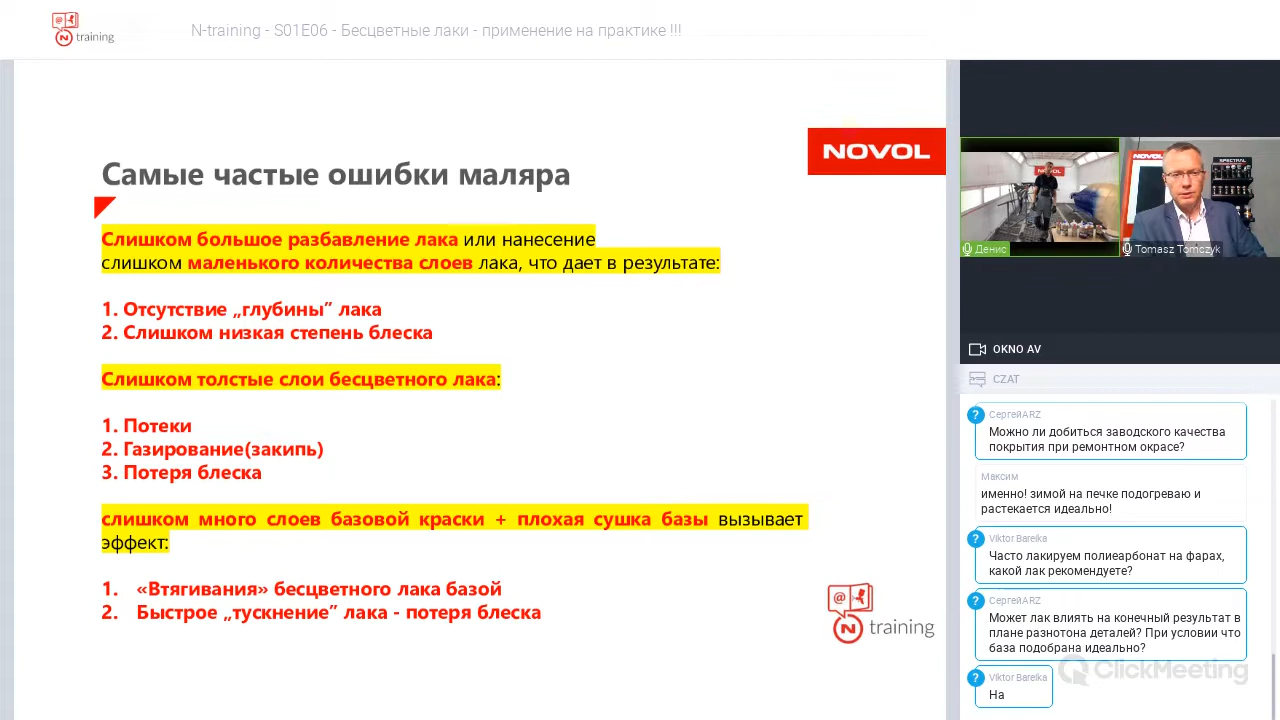 training
N-training - S01E06 - Бесцветные лаки - применение на практике !!!
NOVOL
Самые частые ошибки маляра
Слишком большое разбавление лака или нанесение
слишком маленького количества слоев лака, что дает в результате:
1. Отсутствие „глубины” лака
2. Слишком низкая степень блеска
Слишком толстые слои бесцветного лака:
1. Потеки
2. Газирование(закипь)
3. Потеря блеска
слишком много слоев базовой краски + плохая сушка базы вызывает
эффект:
1. «Втягивания» бесцветного лака базой
2. Быстрое „тускнение” лака - потеря блеска
@
N training
NOVOL
NOVOL
SPECTRAL
Денис
Tomasz Tomczyk
OKNO AV
CZAT
СергейARZ
Можно ли добиться заводского качества
покрытия при ремонтном окрасе?
Максим
именно! зимой на печке подогреваю и
растекается идеально!
Viktor Bareika
Часто лакируем полиеарбонат на фарах,
какой лак рекомендуете?
СергейARZ
Может лак влиять на конечный результат в
плане разнотона деталей? При условии что
база подобрана идеально?
ClickMeeting
Viktor Bareika
На